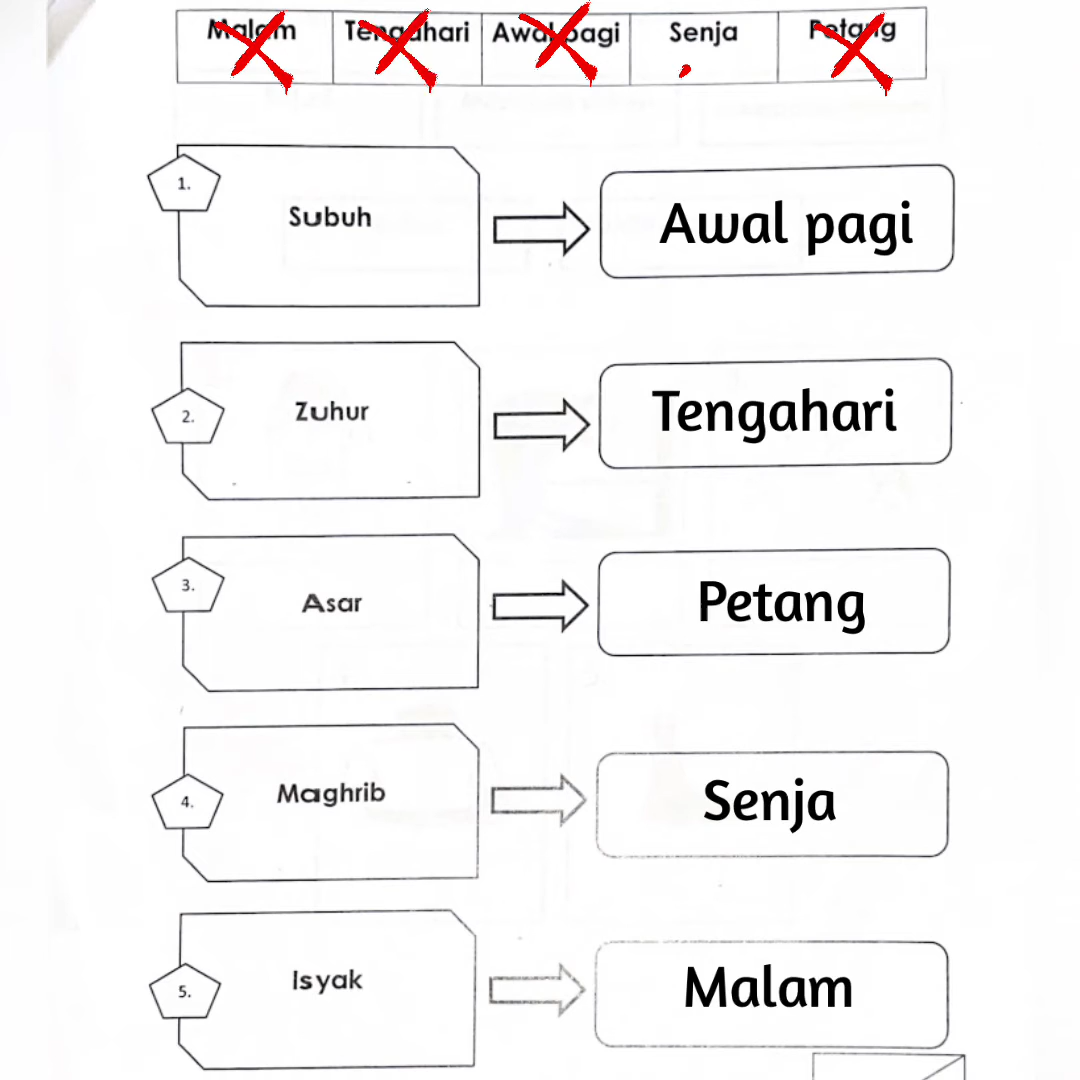 Malam Tengahari Awal pagi Senja Petang
1. Subuh Awal pagi
2. Zuhur Tengahari
3. Asar Petang
4. Maghrib Senja
5. Isyak Malam